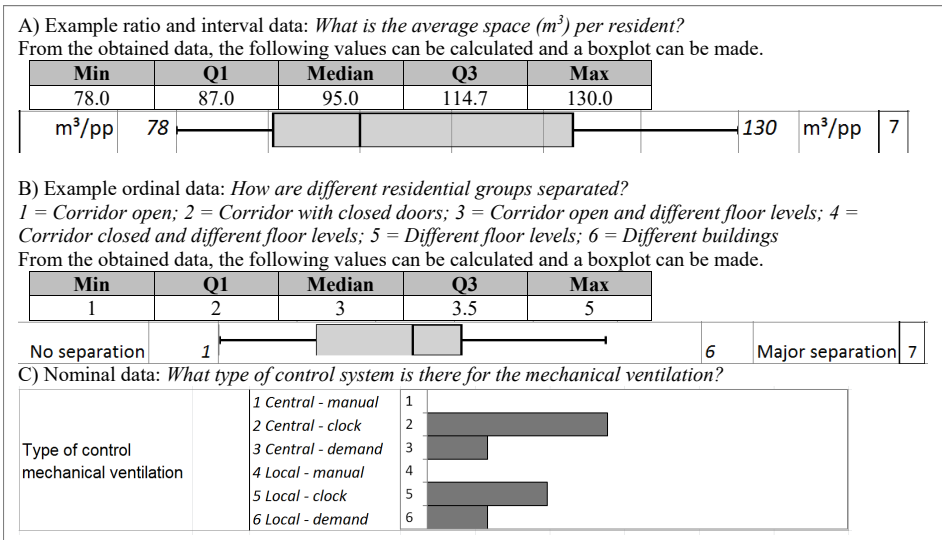 A) Example ratio and interval data: What is the average space (m³) per resident?
From the obtained data, the following values can be calculated and a boxplot can be made.
Min Q1 Median Q3 Max
78.0 87.0 95.0 114.7 130.0
m³/pp 78 130 m³/pp 7
B) Example ordinal data: How are different residential groups separated?
1 = Corridor open; 2 = Corridor with closed doors; 3 = Corridor open and different floor levels; 4 =
Corridor closed and different floor levels; 5 = Different floor levels; 6 = Different buildings
From the obtained data, the following values can be calculated and a boxplot can be made.
Min Q1 Median Q3 Max
1 2 3 3.5 5
No separation 1 6 Major separation 7
C) Nominal data: What type of control system is there for the mechanical ventilation?
1 Central - manual 1
2 Central - clock 2
Type of control
mechanical ventilation
3 Central - demand 3
4 Local - manual 4
5 Local - clock 5
6 Local - demand 6